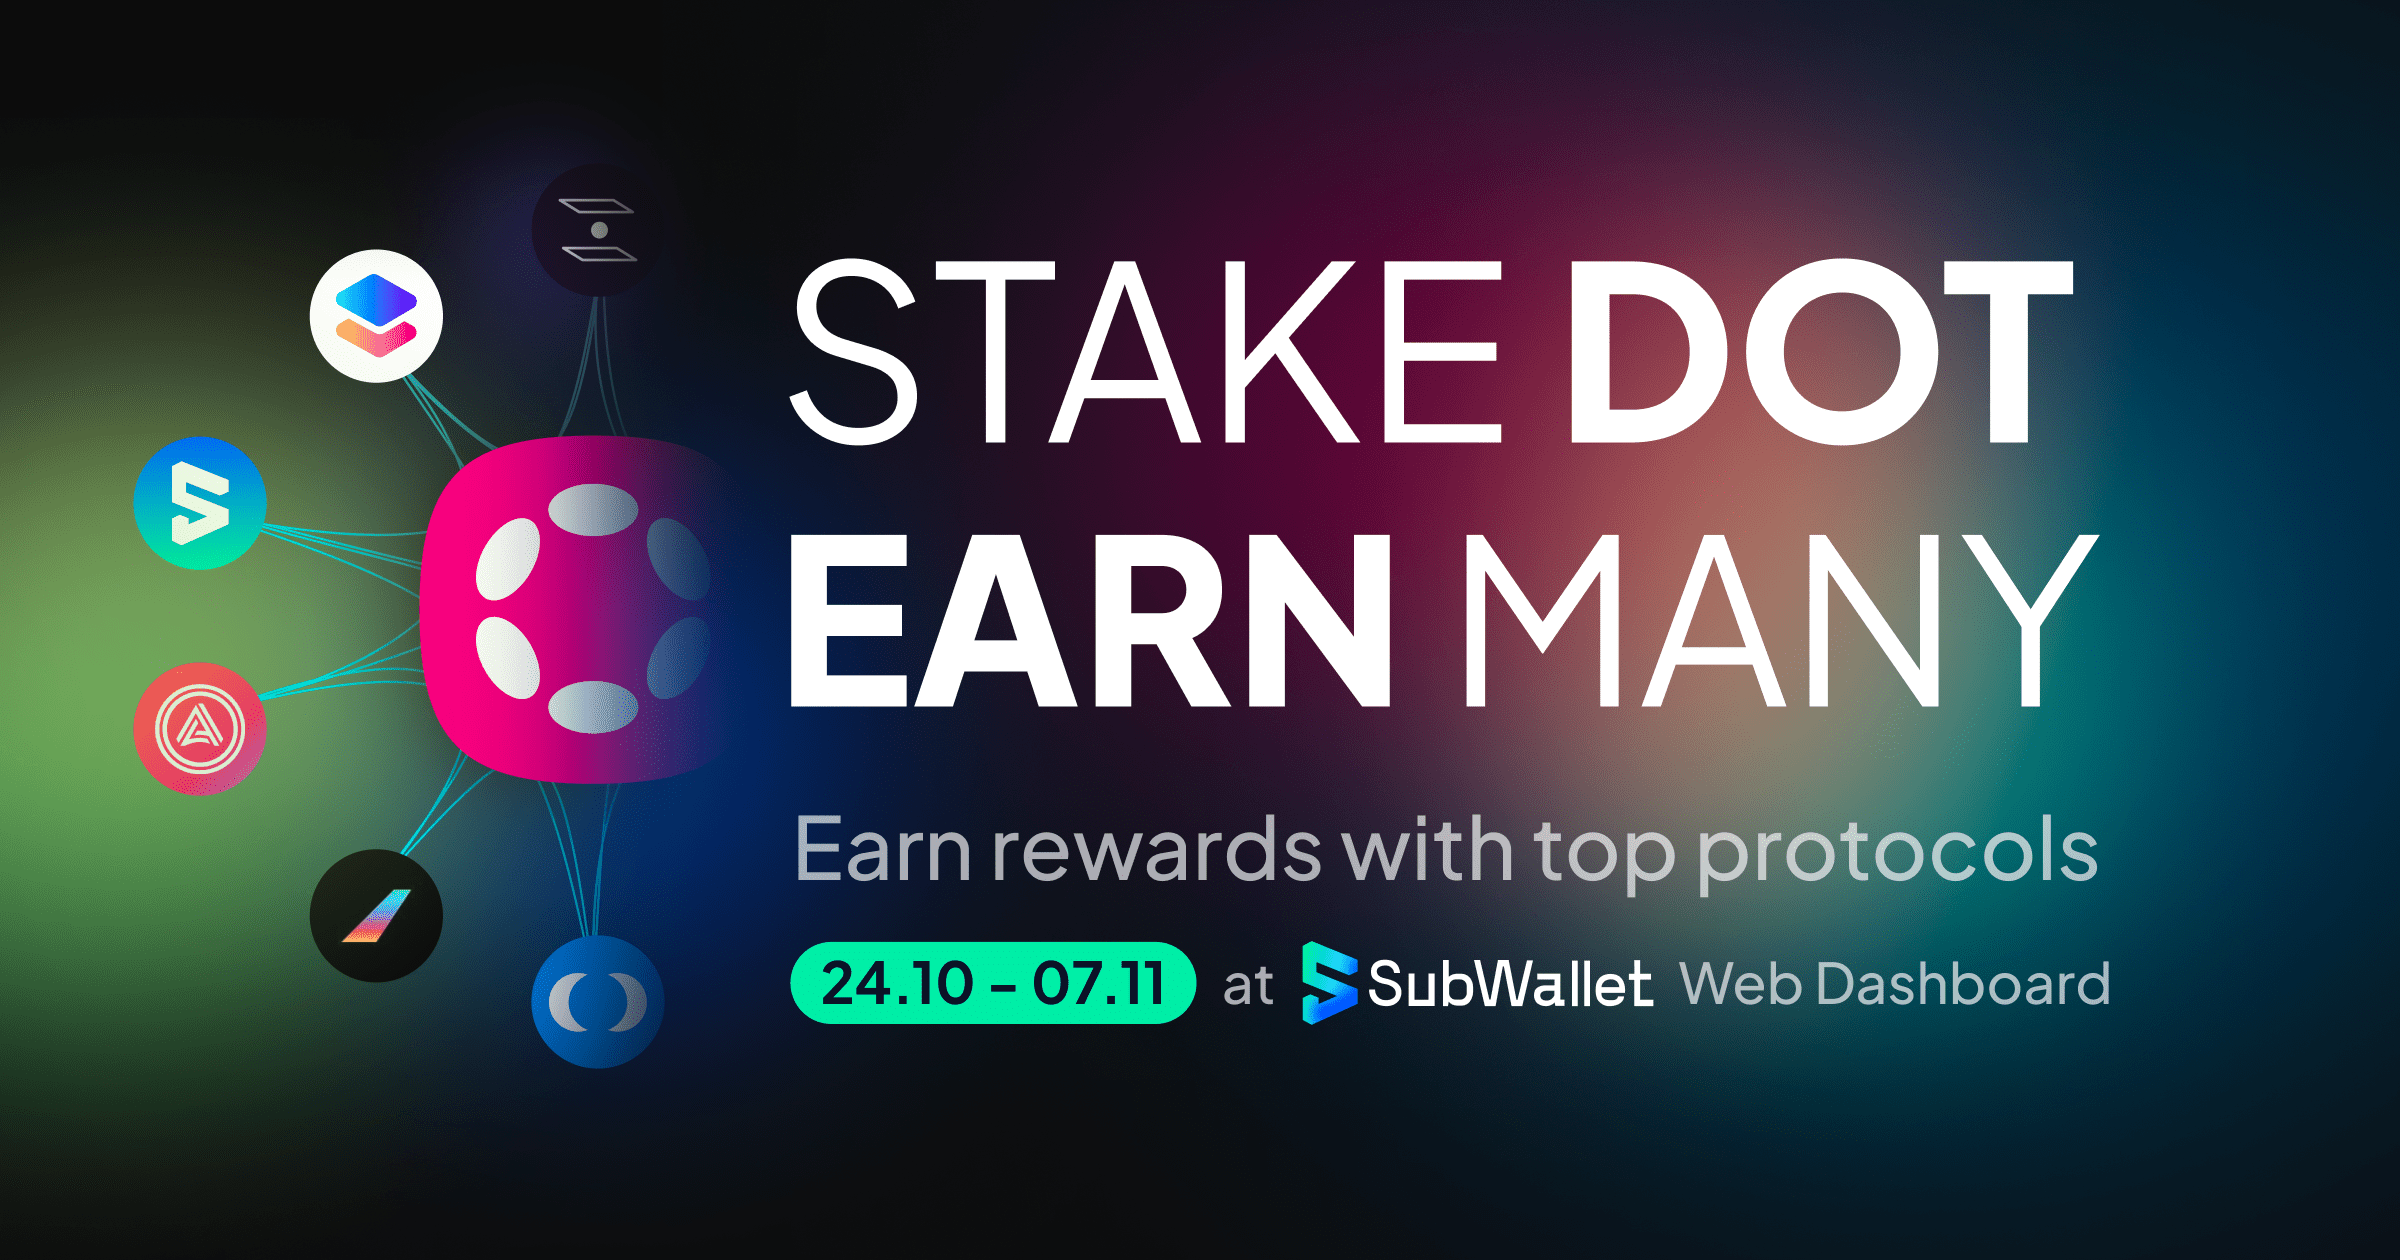 STAKE DOT
EARN MANY
Earn rewards with top protocols
24.10 - 07.11 at SubWallet Web Dashboard